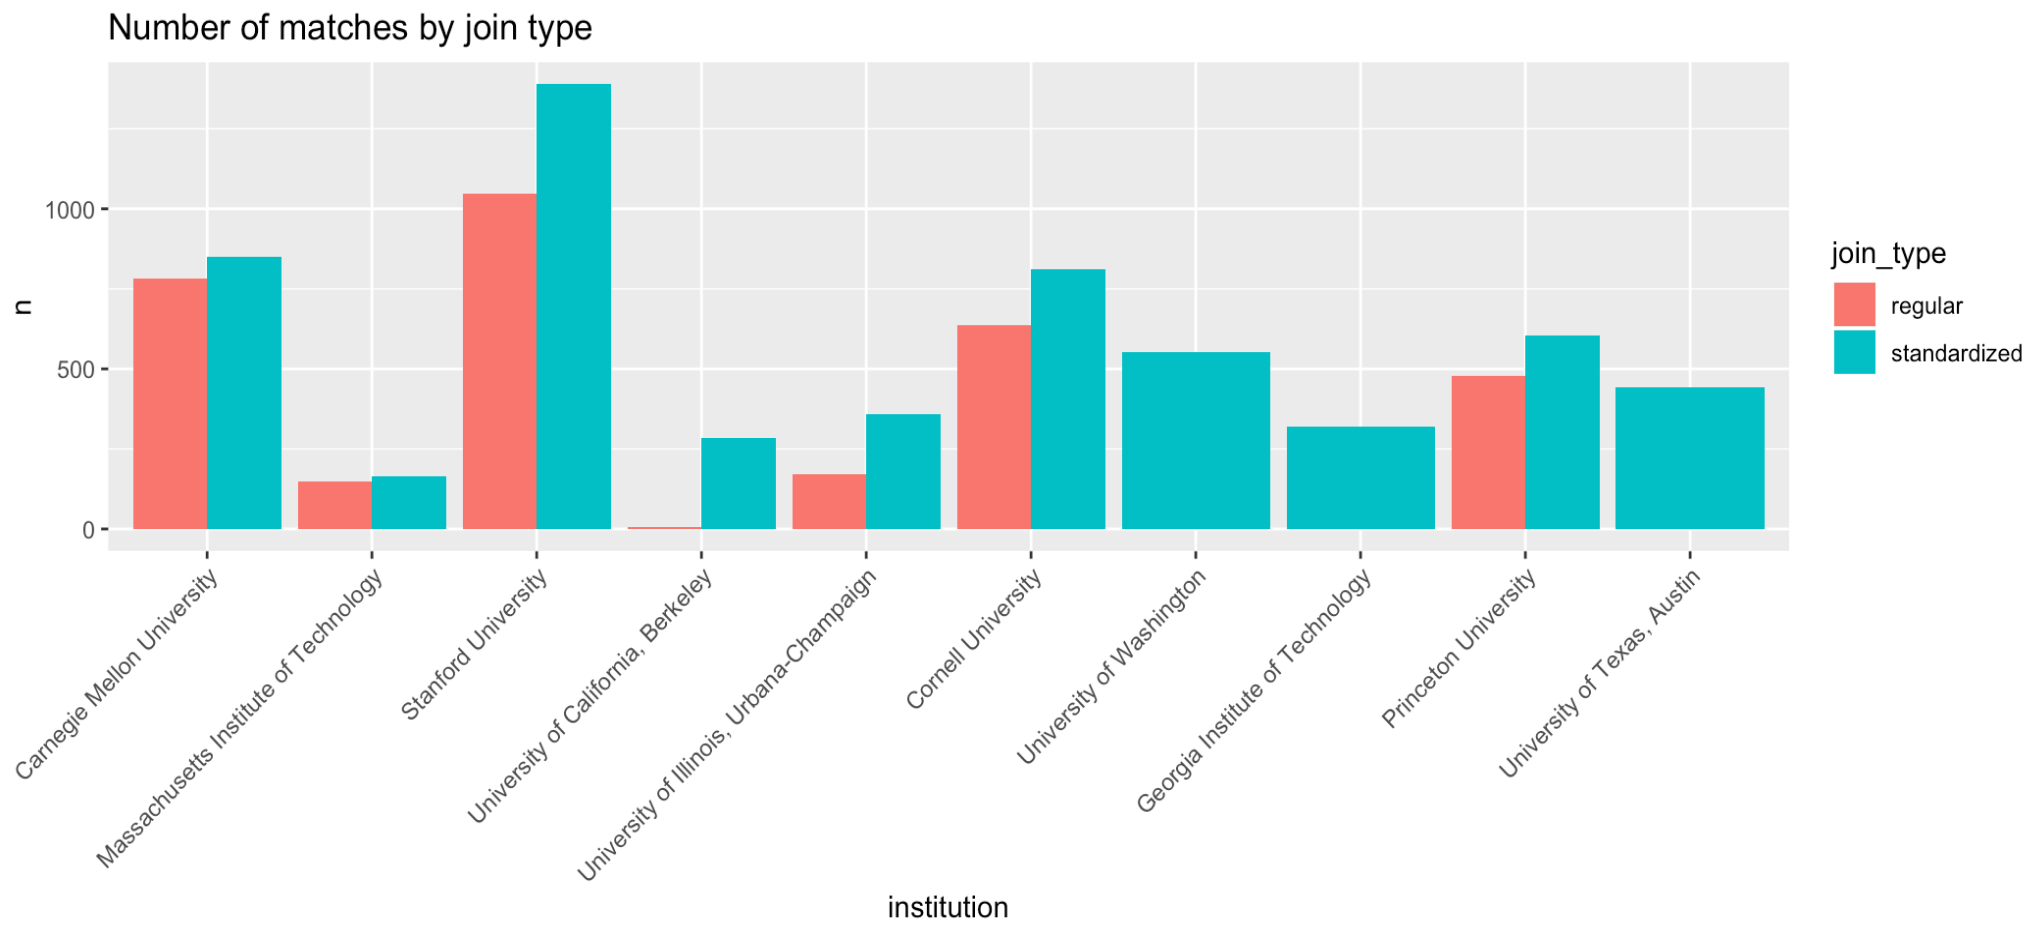 Number of matches by join type
n
1000
500
0
Carnegie Mellon University
Massachusetts Institute of Technology
Stanford University
University of California, Berkeley
University of Illinois, Urbana-Champaign
Cornell University
University of Washington
Georgia Institute of Technology
Princeton University
University of Texas, Austin
institution
join_type
regular
standardized